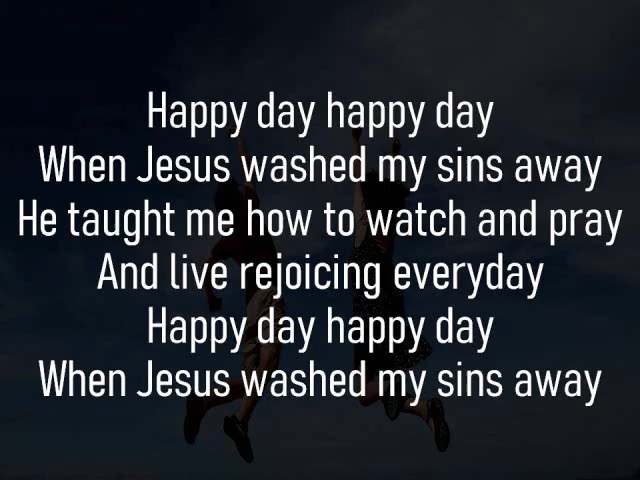 Happy day happy day
When Jesus washed my sins away
He taught me how to watch and pray
And live rejoicing everyday
Happy day happy day
When Jesus washed my sins away